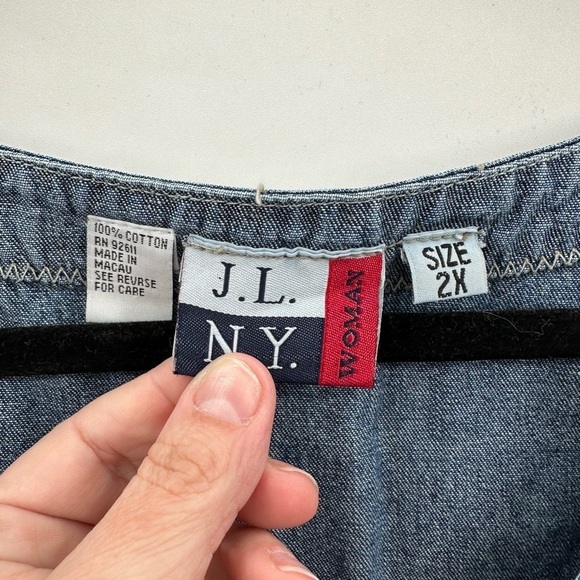 100% COTTON
RN 92611
MADE IN
MACAU
SEE REVRSE
FOR CARE
J.L.
N.Y.
WOMAN
SIZE
2X